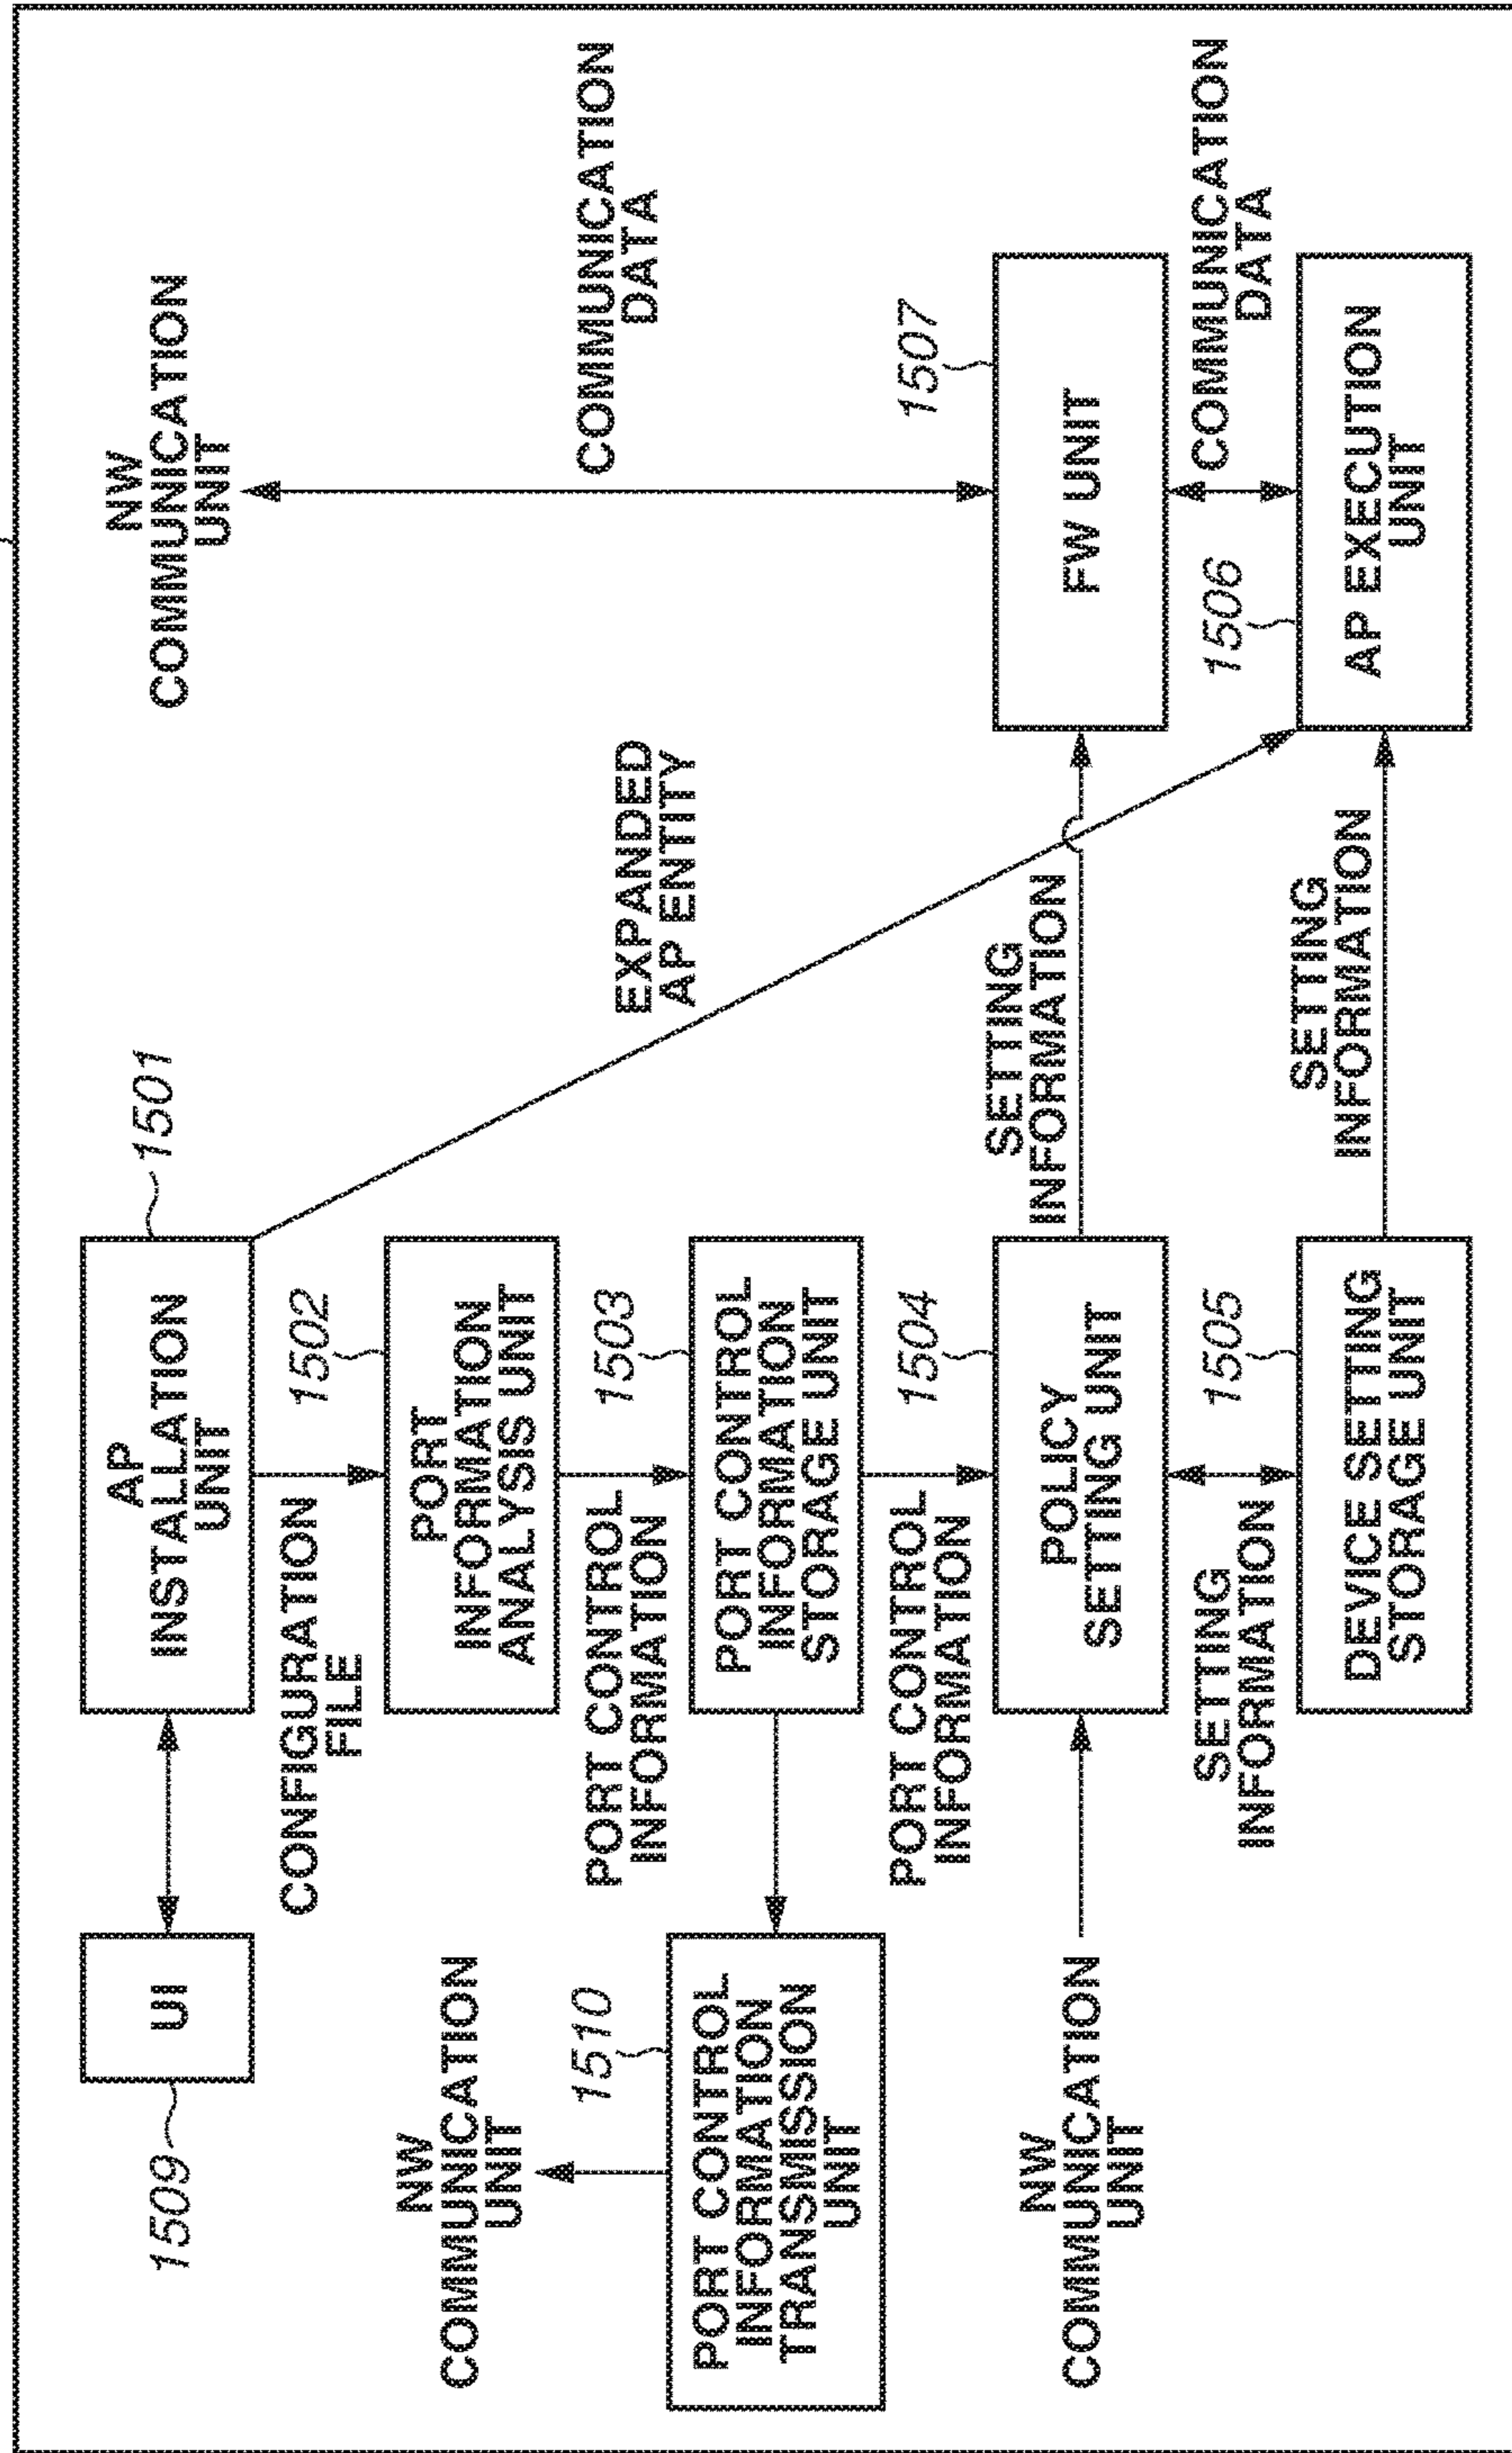 1509
UI
AP
INSTALLATION
UNIT
1501
NW
COMMUNICATION
UNIT
CONFIGURATION
FILE
1502
EXPANDED
AP ENTITY
COMMUNICATION
DATA
NW
COMMUNICATION
UNIT
PORT
INFORMATION
ANALYSIS UNIT
1510
PORT CONTROL
INFORMATION
1503
PORT CONTROL
INFORMATION
TRANSMISSION
UNIT
PORT CONTROL
INFORMATION
STORAGE UNIT
PORT CONTROL
INFORMATION
1504
SETTING
INFORMATION
1507
NW
COMMUNICATION
UNIT
POLICY
SETTING UNIT
FW UNIT
SETTING
INFORMATION
1505
SETTING
INFORMATION
1506
COMMUNICATION
DATA
DEVICE SETTING
STORAGE UNIT
AP EXECUTION
UNIT